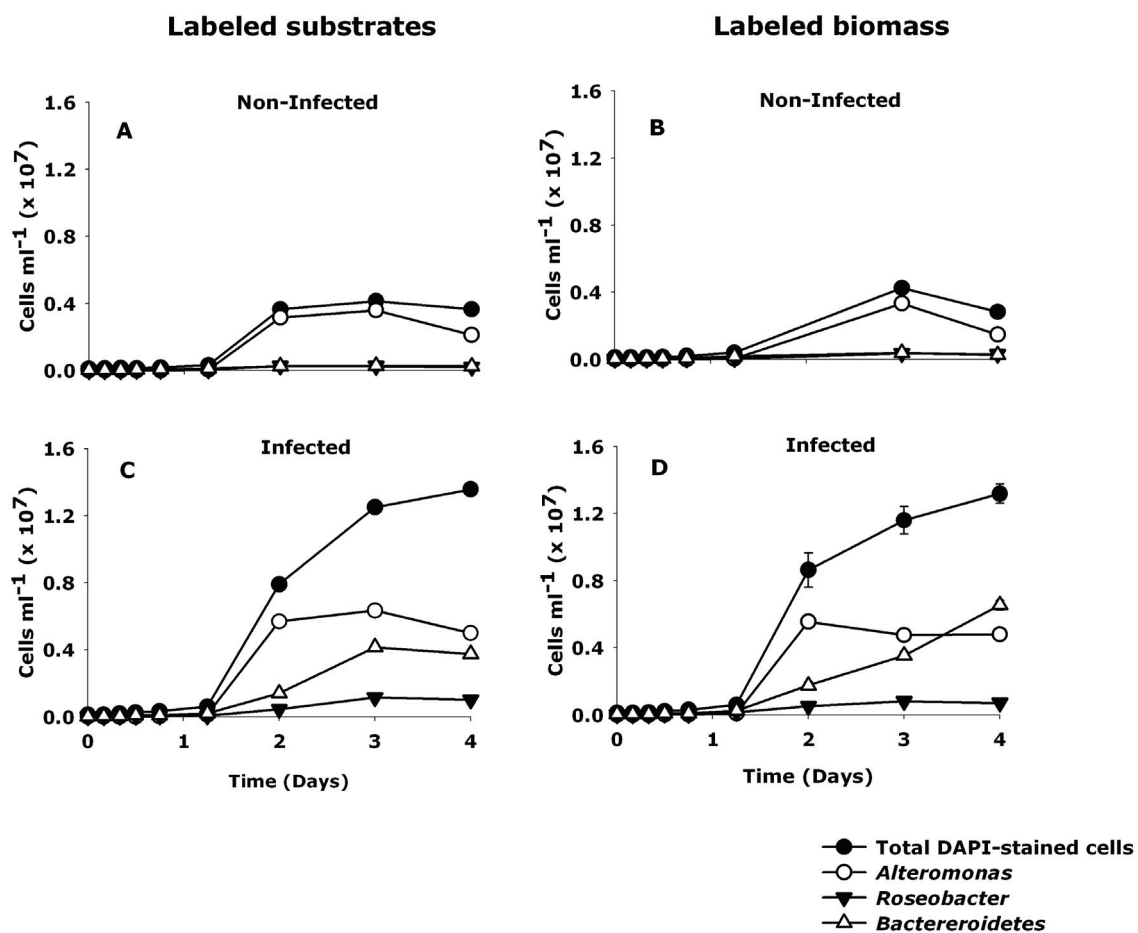 Labeled substrates
Labeled biomass
Non-Infected
A
Cells ml⁻¹ (x 10⁷)
1.6
1.2
0.8
0.4
0.0
Non-Infected
B
Cells ml⁻¹ (x 10⁷)
1.6
1.2
0.8
0.4
0.0
Infected
C
Cells ml⁻¹ (x 10⁷)
1.6
1.2
0.8
0.4
0.0
0 1 2 3 4
Time (Days)
Infected
D
Cells ml⁻¹ (x 10⁷)
1.6
1.2
0.8
0.4
0.0
0 1 2 3 4
Time (Days)
Total DAPI-stained cells
Alteromonas
Roseobacter
Bactereroidetes